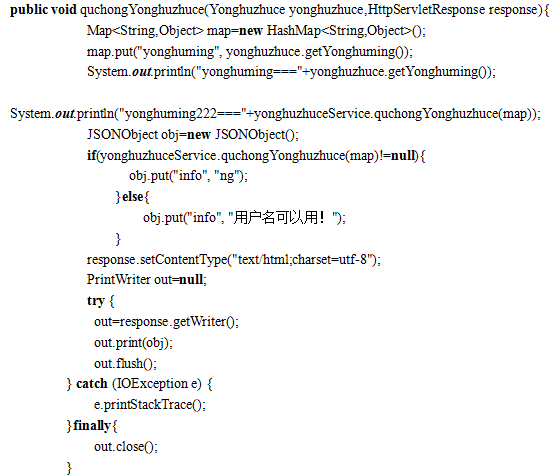 public void quchongYonghuzhuce(Yonghuzhuce yonghuzhuce,HttpServletResponse response){
Map<String,Object> map=new HashMap<String,Object>();
map.put("yonghuming", yonghuzhuce.getYonghuming());
System.out.println("yonghuming==="+yonghuzhuce.getYonghuming());
System.out.println("yonghuming222==="+yonghuzhuceService.quchongYonghuzhuce(map));
JSONObject obj=new JSONObject();
if(yonghuzhuceService.quchongYonghuzhuce(map)!=null){
obj.put("info", "ng");
}else{
obj.put("info", "用户名可以用！");
}
response.setContentType("text/html;charset=utf-8");
PrintWriter out=null;
try {
out=response.getWriter();
out.print(obj);
out.flush();
} catch (IOException e) {
e.printStackTrace();
}finally{
out.close();
}